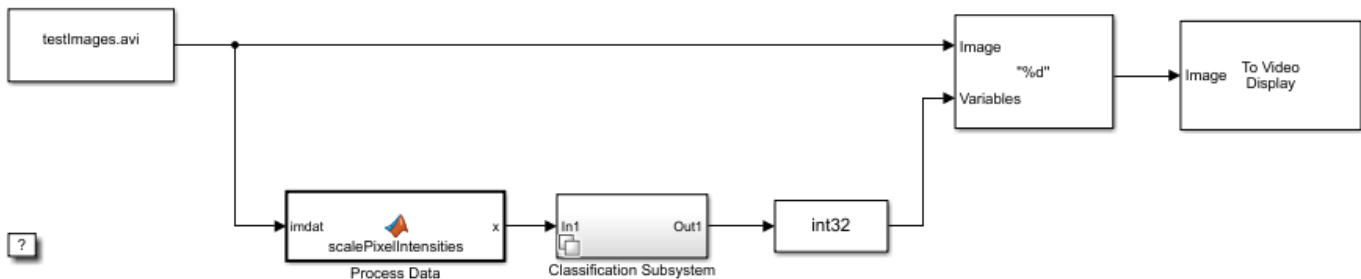 testImages.avi
Image
"%d"
Variables
Image
To Video
Display
imdat
x
scalePixelIntensities
Process Data
In1
Out1
Classification Subsystem
int32
?